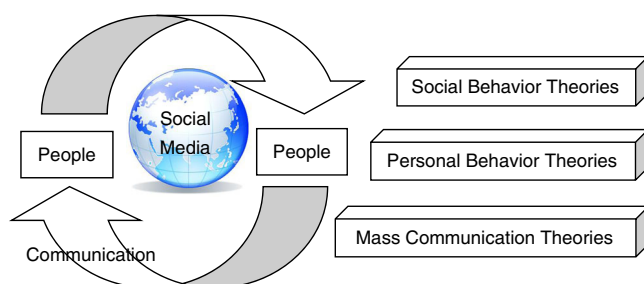 Social
Media
People
People
Communication
Social Behavior Theories
Personal Behavior Theories
Mass Communication Theories